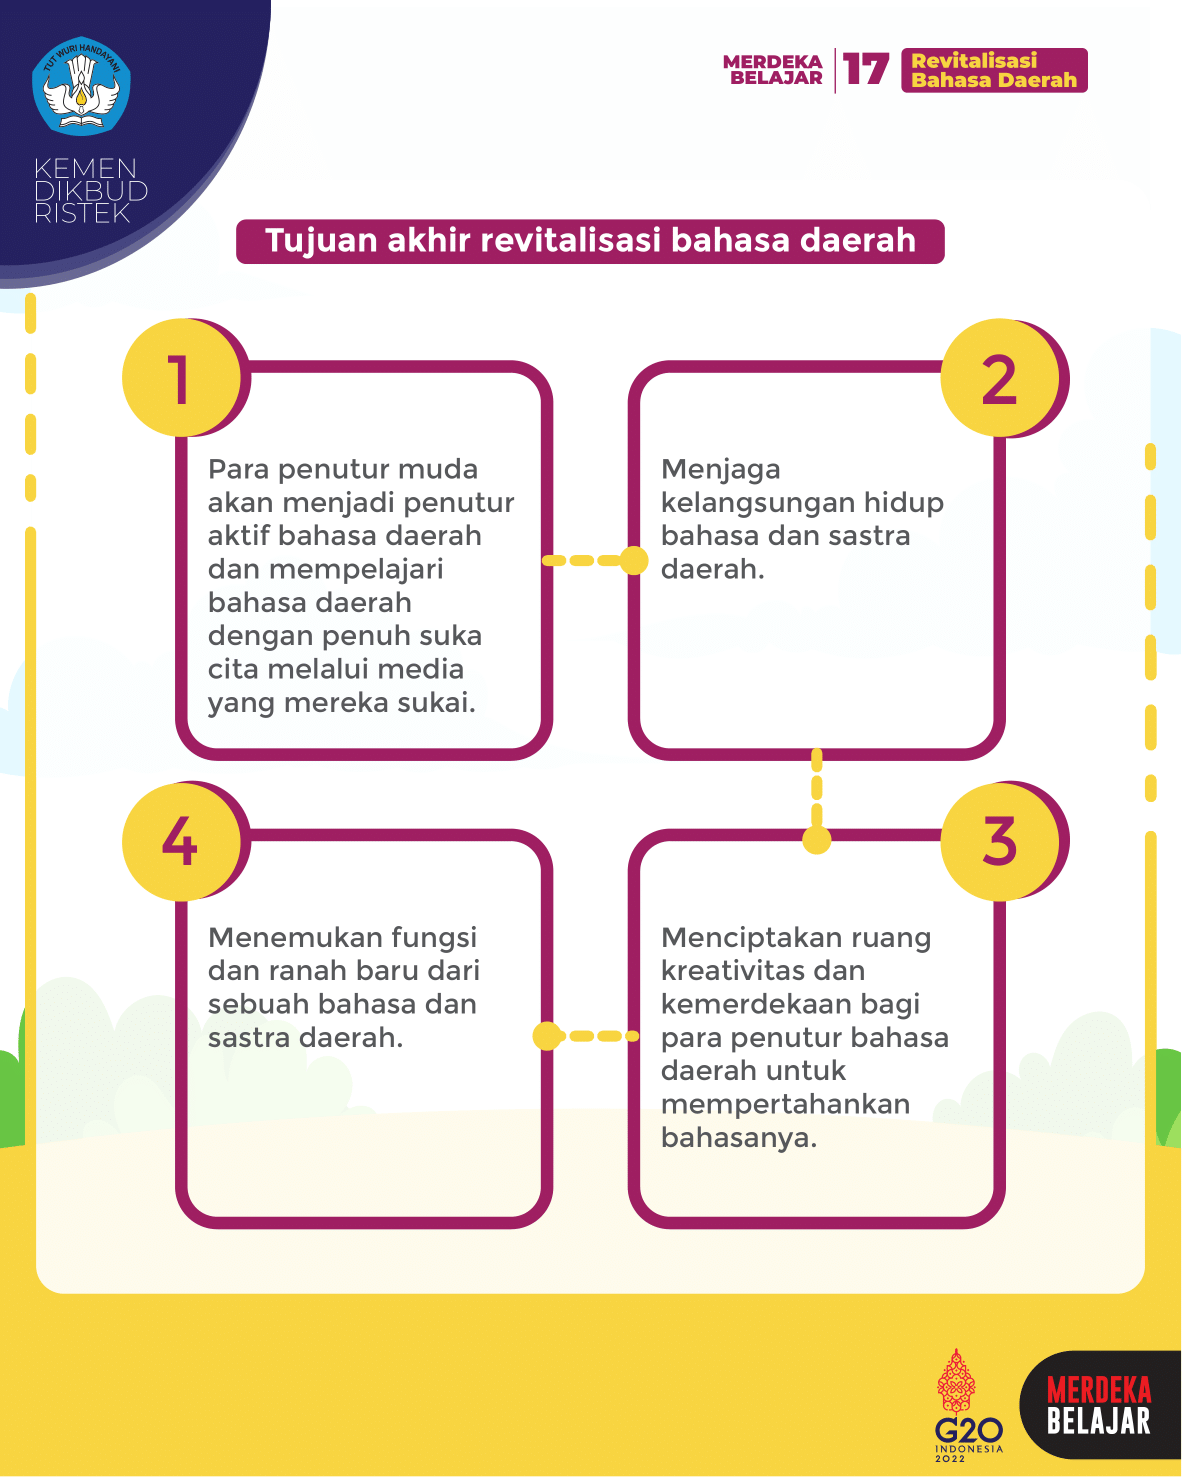 TUT WURI HANDAYANI
KEMEN
DIKBUD
RISTEK
MERDEKA
BELAJAR
17
Revitalisasi
Bahasa Daerah
Tujuan akhir revitalisasi bahasa daerah
1
Para penutur muda
akan menjadi penutur
aktif bahasa daerah
dan mempelajari
bahasa daerah
dengan penuh suka
cita melalui media
yang mereka sukai.
2
Menjaga
kelangsungan hidup
bahasa dan sastra
daerah.
3
Menciptakan ruang
kreativitas dan
kemerdekaan bagi
para penutur bahasa
daerah untuk
mempertahankan
bahasanya.
4
Menemukan fungsi
dan ranah baru dari
sebuah bahasa dan
sastra daerah.
G20
INDONESIA
2022
MERDEKA
BELAJAR